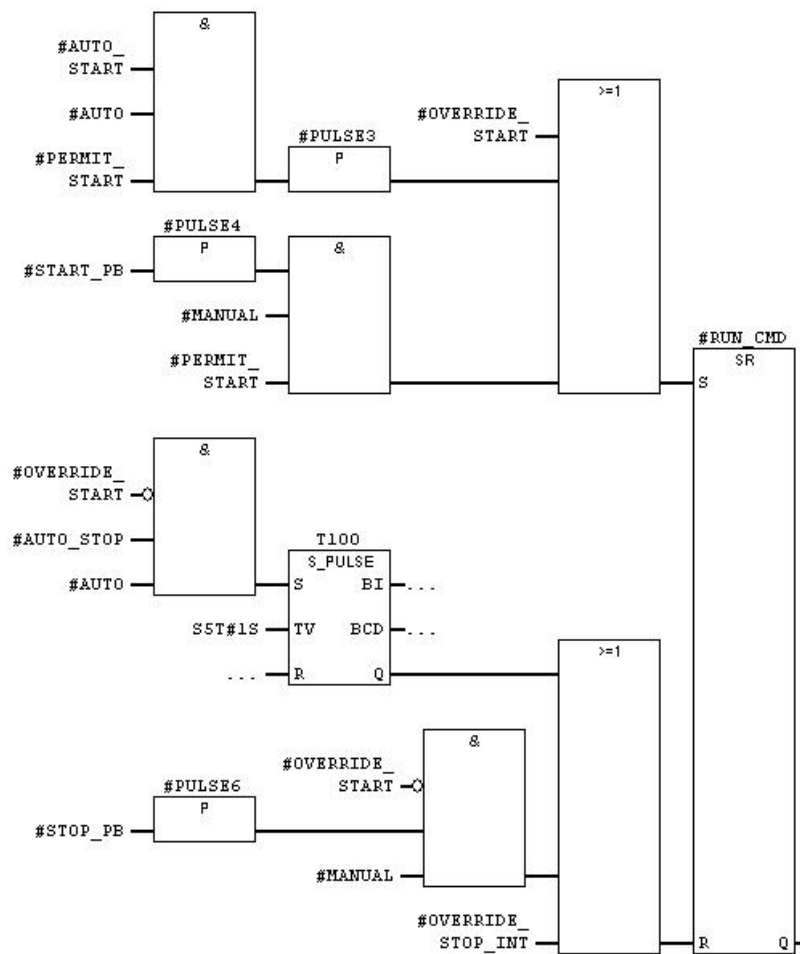 &
#AUTO_
START
#AUTO
#PERMIT_
START
#PULSE3
P
#OVERRIDE_
START
>=1
#PULSE4
P
#START_PB
&
#MANUAL
#PERMIT_
START
#RUN_CMD
SR
S
&
#OVERRIDE_
START
#AUTO_STOP
#AUTO
T100
S_PULSE
S BI ...
S5T#1S TV BCD ...
... R Q
>=1
&
#OVERRIDE_
START
#PULSE6
P
#STOP_PB
#MANUAL
#OVERRIDE_
STOP_INT
R Q